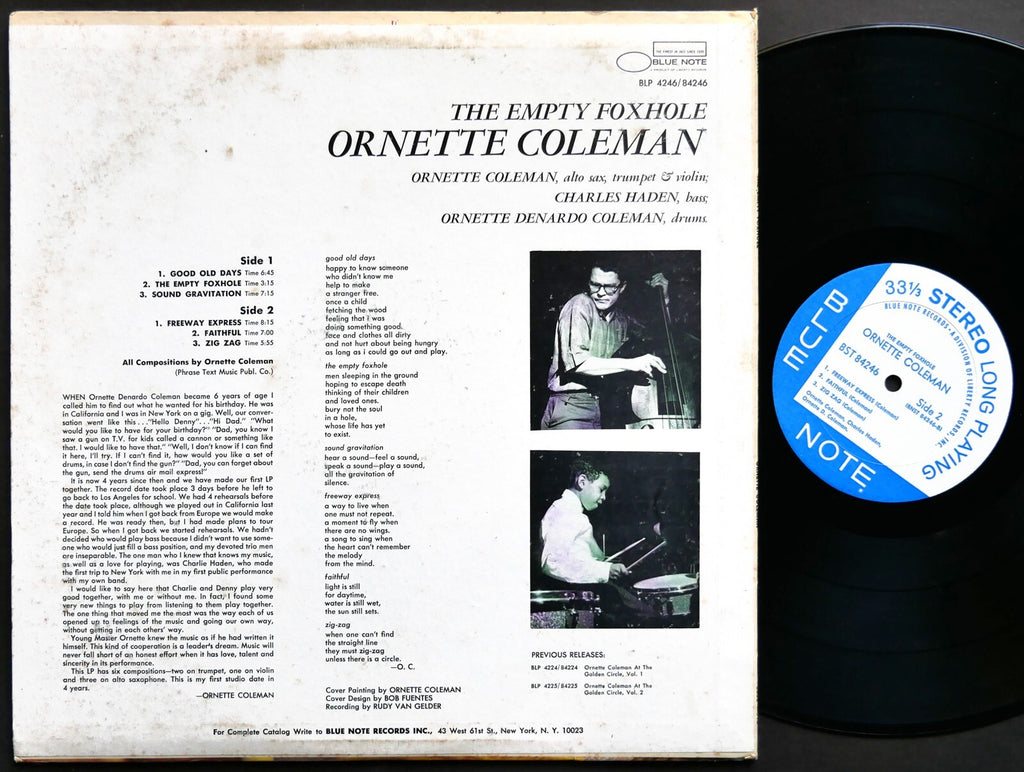 THE FINEST IN JAZZ SINCE 1939
BLUE NOTE
A PRODUCT OF LIBERTY RECORDS
BLP 4246/84246
THE EMPTY FOXHOLE
ORNETTE COLEMAN
ORNETTE COLEMAN, alto sax, trumpet & violin;
CHARLES HADEN, bass;
ORNETTE DENARDO COLEMAN, drums.
Side 1
1. GOOD OLD DAYS Time 6:45
2. THE EMPTY FOXHOLE Time 3:15
3. SOUND GRAVITATION Time 7:15
Side 2
1. FREEWAY EXPRESS Time 8:15
2. FAITHFUL Time 7:00
3. ZIG ZAG Time 5:55
All Compositions by Ornette Coleman
(Phrase Text Music Publ. Co.)
WHEN Ornette Denardo Coleman became 6 years of age I
called him to find out what he wanted for his birthday. He was
in California and I was in New York on a gig. Well, our conver-
sation went like this . . ."Hello Denny". . ."Hi Dad." "What
would you like to have for your birthday?" "Dad, you know I
saw a gun on T.V. for kids called a cannon or something like
that. I would like to have that." "Well, I don't know if I can find
it here, I'll try. If I can't find it, how would you like a set of
drums, in case I don't find the gun?" "Dad, you can forget about
the gun, send the drums air mail express!"
It is now 4 years since then and we have made our first LP
together. The record date took place 3 days before he left to
go back to Los Angeles for school. We had 4 rehearsals before
the date took place, although we played out in California last
year and I told him when I got back from Europe we would make
a record. He was ready then, but I had made plans to tour
Europe. So when I got back we started rehearsals. We hadn't
decided who would play bass because I didn't want to use some-
one who would just fill a bass position, and my devoted trio men
are inseparable. The one man who I knew that knows my music,
as well as a love for playing, was Charlie Haden, who made
the first trip to New York with me in my first public performance
with my own band.
I would like to say here that Charlie and Denny play very
good together, with me or without me. In fact, I found some
very new things to play from listening to them play together.
The one thing that moved me the most was the way each of us
opened up to feelings of the music and going our own way,
without getting in each others' way.
Young Master Ornette knew the music as if he had written it
himself. This kind of cooperation is a leader's dream. Music will
never fall short of an honest effort when it has love, talent and
sincerity in its performance.
This LP has six compositions—two on trumpet, one on violin
and three on alto saxophone. This is my first studio date in
4 years.
—ORNETTE COLEMAN
good old days
happy to know someone
who didn't know me
help to make
a stranger free.
once a child
fetching the wood
feeling that i was
doing something good.
face and clothes all dirty
and not hurt about being hungry
as long as i could go out and play.
the empty foxhole
men sleeping in the ground
hoping to escape death
thinking of their children
and loved ones.
bury not the soul
in a hole,
whose life has yet
to exist.
sound gravitation
hear a sound—feel a sound,
speak a sound—play a sound,
all the gravitation of
silence.
freeway express
a way to live when
one must not repeat.
a moment to fly when
there are no wings.
a song to sing when
the heart can't remember
the melody
from the mind.
faithful
light is still
for daytime,
water is still wet,
the sun still sets.
zig-zag
when one can't find
the straight line
they must zig-zag
unless there is a circle.
—O. C.
Cover Painting by ORNETTE COLEMAN
Cover Design by BOB FUENTES
Recording by RUDY VAN GELDER
PREVIOUS RELEASES:
BLP 4224/84224 Ornette Coleman At The
Golden Circle, Vol. 1
BLP 4225/84225 Ornette Coleman At The
Golden Circle, Vol. 2
For Complete Catalog Write to BLUE NOTE RECORDS INC., 43 West 61st St., New York, N. Y. 10023
33⅓ STEREO LONG PLAYING
BLUE NOTE RECORDS • A DIVISION OF LIBERTY RECORDS INC.
BLUE NOTE
THE EMPTY FOXHOLE
ORNETTE COLEMAN
BST 84246
Side 2
(BNST 84246-B)
1. FREEWAY EXPRESS (Coleman)
2. FAITHFUL (Coleman)
3. ZIG ZAG (Coleman)
Ornette Coleman, Charles Haden,
Ornette D. Coleman.